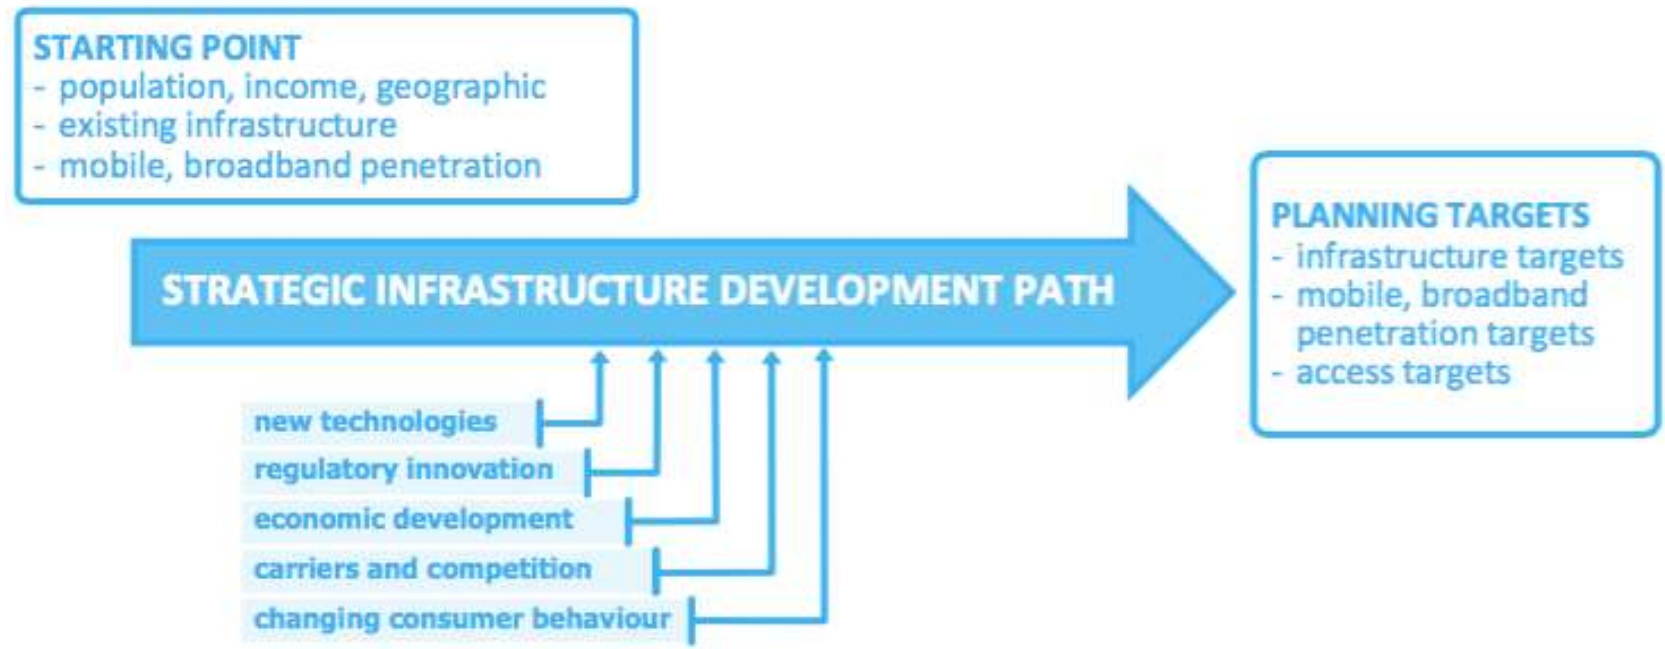 STARTING POINT
- population, income, geographic
- existing infrastructure
- mobile, broadband penetration
STRATEGIC INFRASTRUCTURE DEVELOPMENT PATH
PLANNING TARGETS
- infrastructure targets
- mobile, broadband
penetration targets
- access targets
new technologies
regulatory innovation
economic development
carriers and competition
changing consumer behaviour